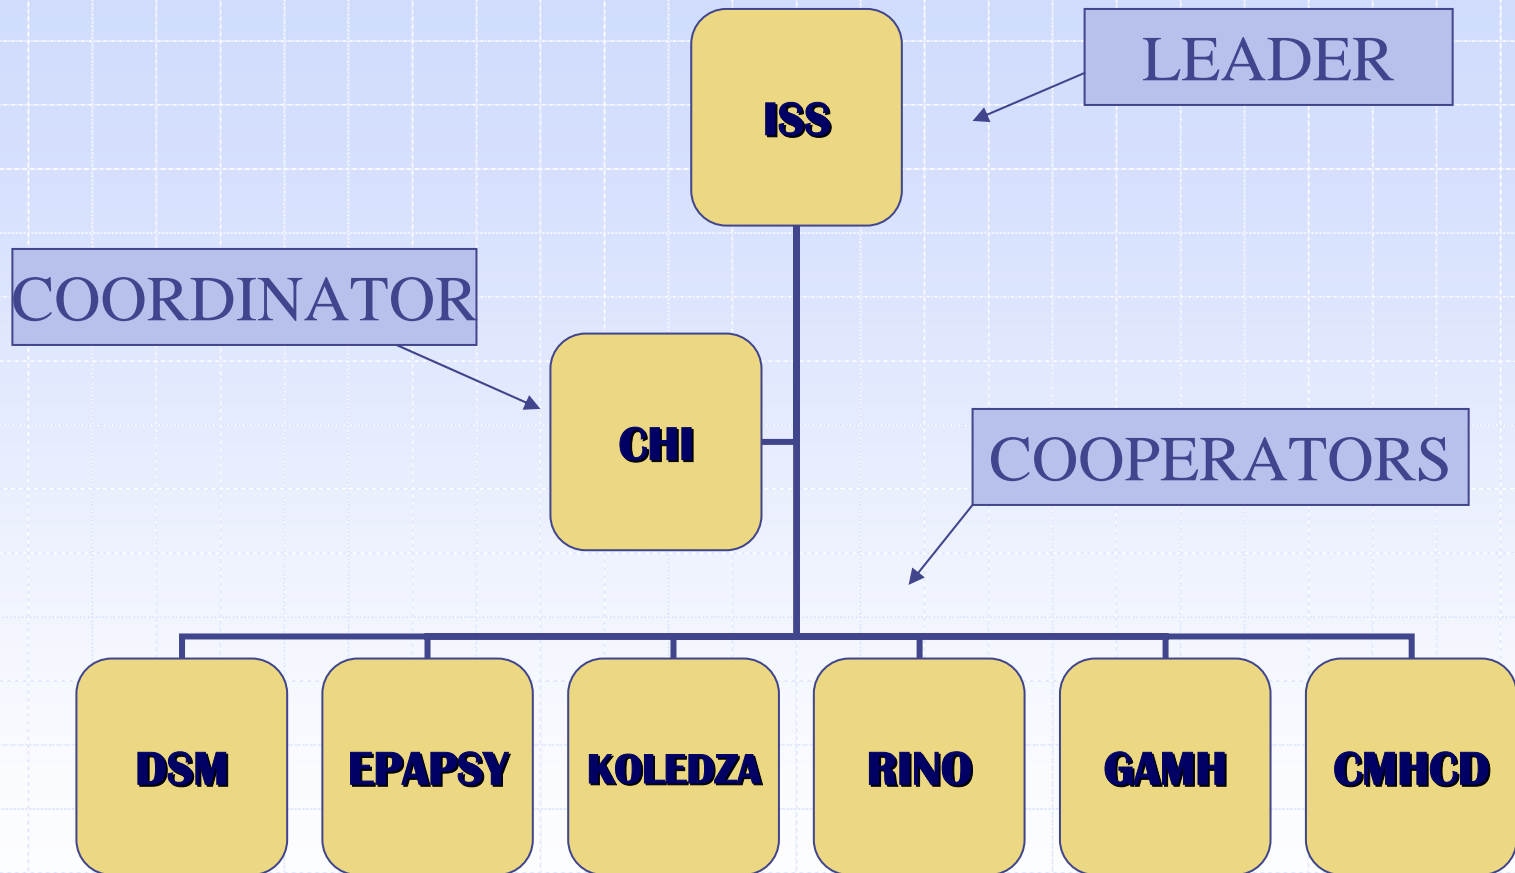 LEADER
ISS
COORDINATOR
CHI
COOPERATORS
DSM
EPAPSY
KOLEDZA
RINO
GAMH
CMHCD